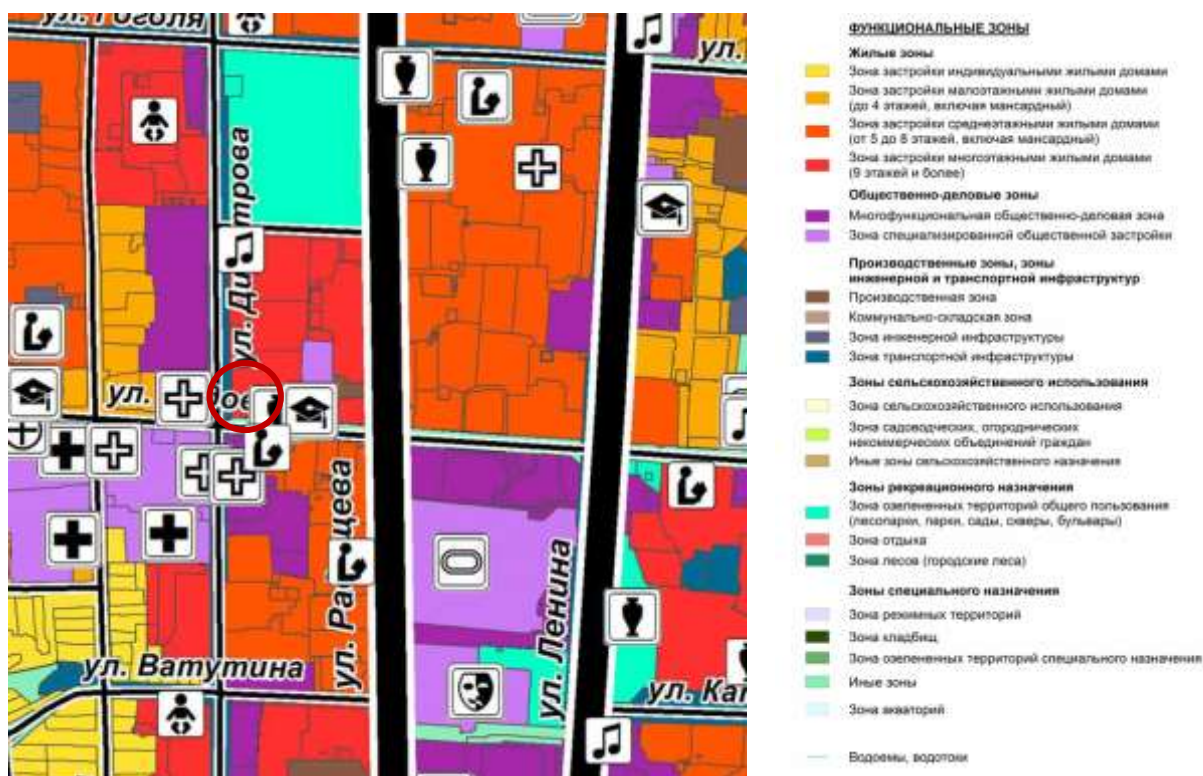 ул. Гоголя
ул.
ул. Димитрова
ул.
ул. Ленина
ул. Ватутина
ул. Ка
ФУНКЦИОНАЛЬНЫЕ ЗОНЫ
Жилые зоны
Зона застройки индивидуальными жилыми домами
Зона застройки малоэтажными жилыми домами
(до 4 этажей, включая мансардный)
Зона застройки среднеэтажными жилыми домами
(от 5 до 8 этажей, включая мансардный)
Зона застройки многоэтажными жилыми домами
(9 этажей и более)
Общественно-деловые зоны
Многофункциональная общественно-деловая зона
Зона специализированной общественной застройки
Производственные зоны, зоны
инженерной и транспортной инфраструктур
Производственная зона
Коммунально-складская зона
Зона инженерной инфраструктуры
Зона транспортной инфраструктуры
Зоны сельскохозяйственного использования
Зона сельскохозяйственного использования
Зона садоводческих, огороднических
некоммерческих объединений граждан
Иные зоны сельскохозяйственного назначения
Зоны рекреационного назначения
Зона озелененных территорий общего пользования
(лесопарки, парки, сады, скверы, бульвары)
Зона отдыха
Зона лесов (городские леса)
Зоны специального назначения
Зона режимных территорий
Зона кладбищ
Зона озелененных территорий специального назначения
Иные зоны
Зона акваторий
Водоемы, водотоки